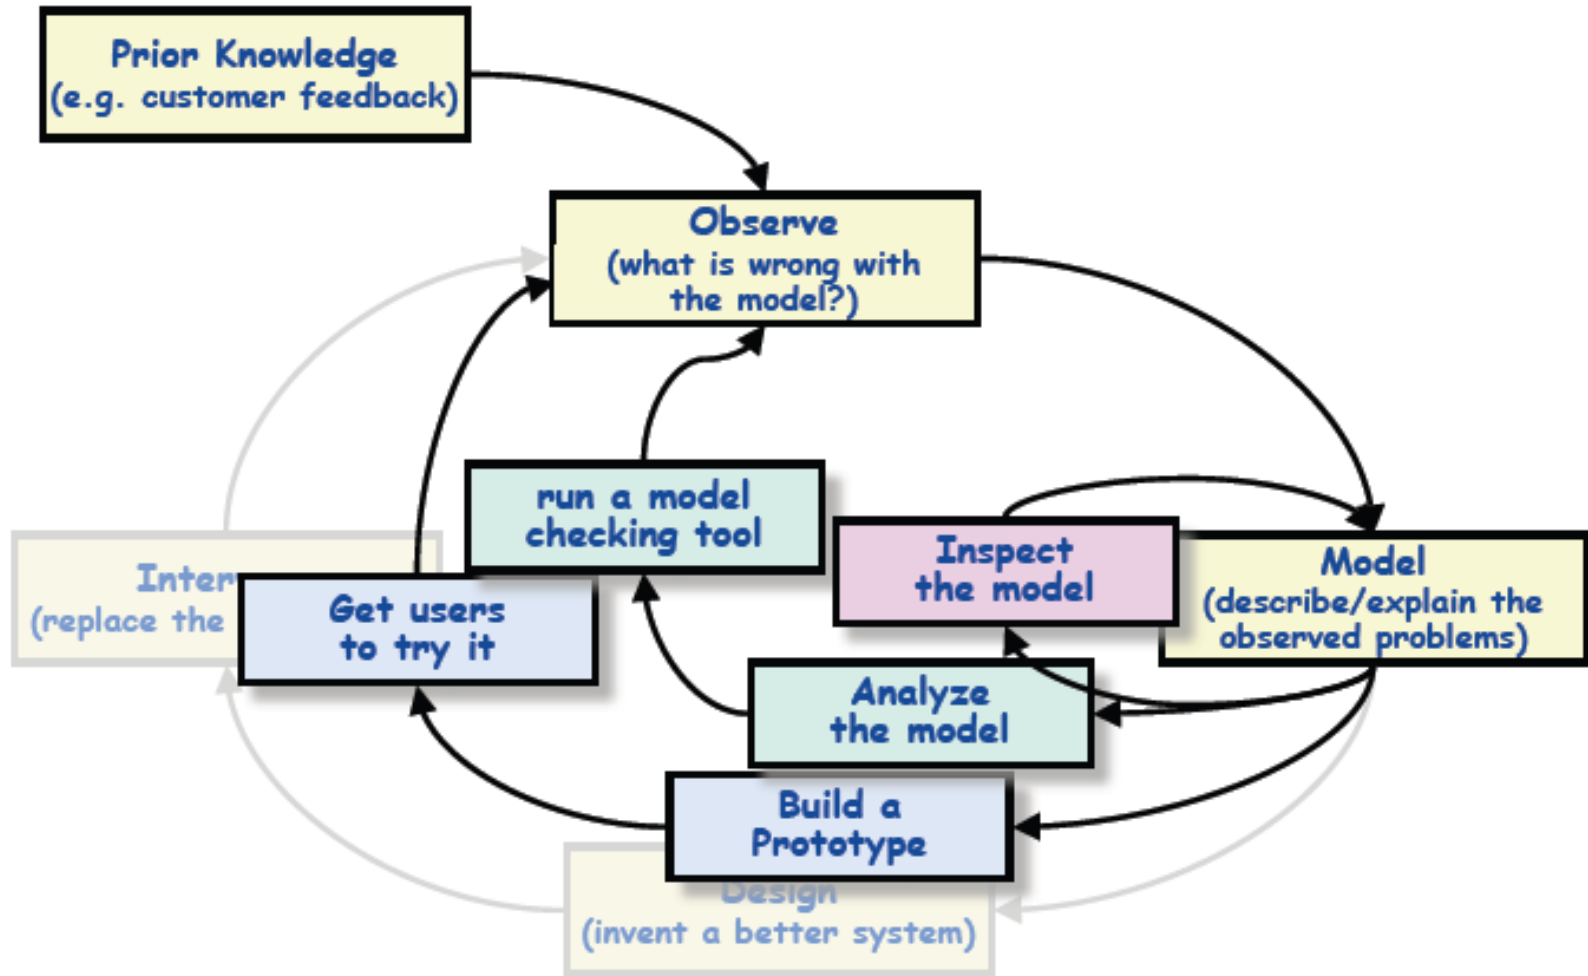 Prior Knowledge
(e.g. customer feedback)
Observe
(what is wrong with
the model?)
run a model
checking tool
Inspect
the model
Model
(describe/explain the
observed problems)
(replace the
Get users
to try it
Analyze
the model
Build a
Prototype
Design
(invent a better system)